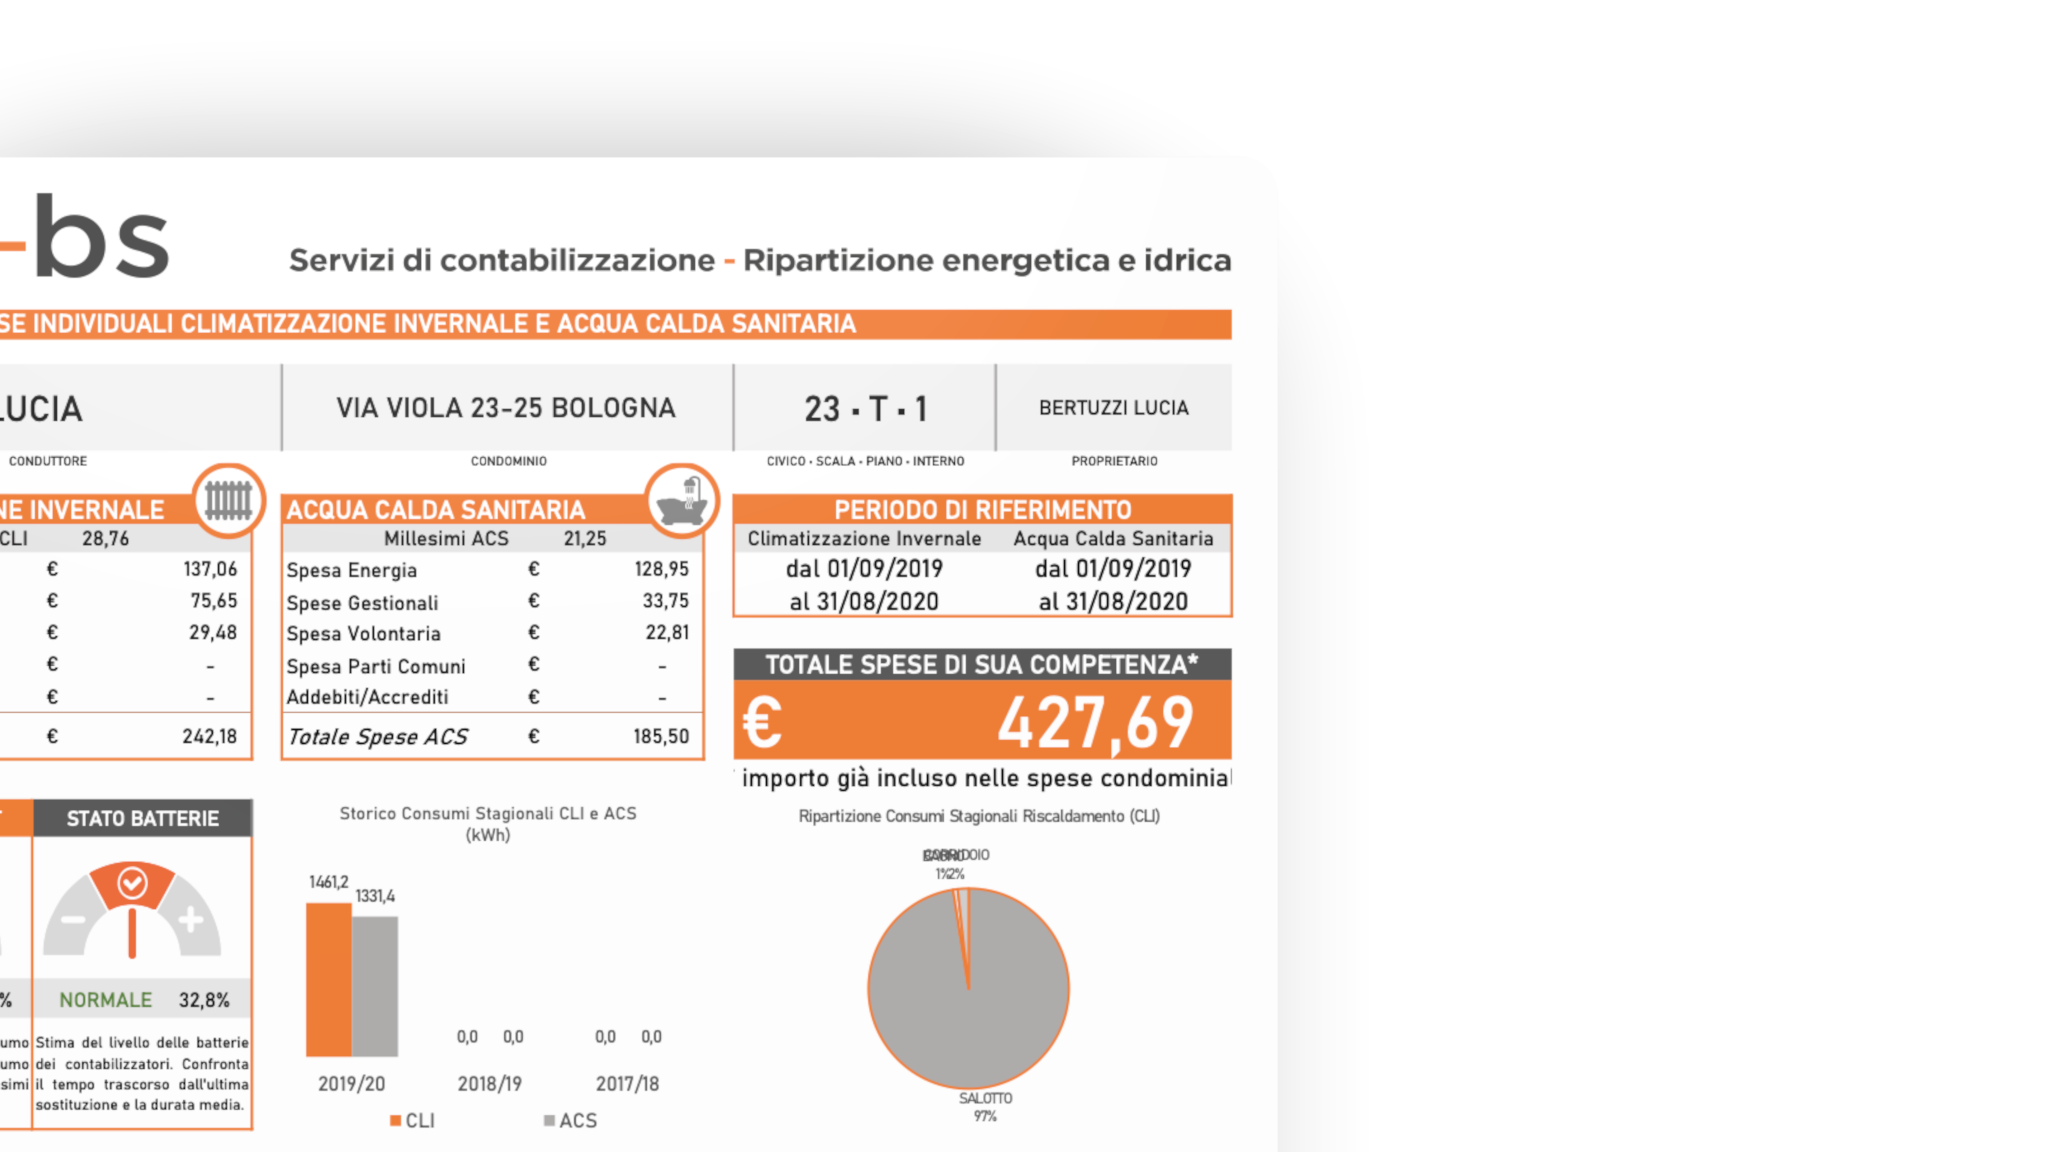 -bs
Servizi di contabilizzazione - Ripartizione energetica e idrica
SE INDIVIDUALI CLIMATIZZAZIONE INVERNALE E ACQUA CALDA SANITARIA
LUCIA
CONDUTTORE
VIA VIOLA 23-25 BOLOGNA
CONDOMINIO
23 · T · 1
CIVICO · SCALA · PIANO · INTERNO
BERTUZZI LUCIA
PROPRIETARIO
NE INVERNALE
CLI 28,76
€ 137,06
€ 75,65
€ 29,48
€ -
€ -
€ 242,18
ACQUA CALDA SANITARIA
Millesimi ACS 21,25
Spesa Energia € 128,95
Spese Gestionali € 33,75
Spesa Volontaria € 22,81
Spesa Parti Comuni € -
Addebiti/Accrediti € -
Totale Spese ACS € 185,50
PERIODO DI RIFERIMENTO
Climatizzazione Invernale Acqua Calda Sanitaria
dal 01/09/2019 dal 01/09/2019
al 31/08/2020 al 31/08/2020
TOTALE SPESE DI SUA COMPETENZA*
€ 427,69
importo già incluso nelle spese condominial
%
umo
umo
simi
STATO BATTERIE
NORMALE 32,8%
Stima del livello delle batterie
dei contabilizzatori. Confronta
il tempo trascorso dall'ultima
sostituzione e la durata media.
Storico Consumi Stagionali CLI e ACS
(kWh)
1461,2
1331,4
0,0 0,0 0,0 0,0
2019/20 2018/19 2017/18
CLI ACS
Ripartizione Consumi Stagionali Riscaldamento (CLI)
CORRIDOIO
1% 2%
SALOTTO
97%